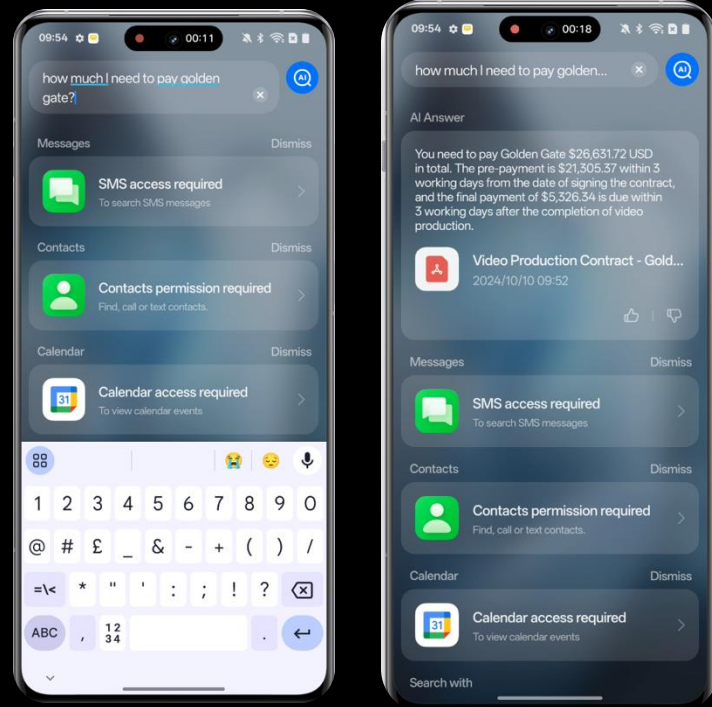 09:54
00:11
how much I need to pay golden
gate?
AI
Messages
Dismiss
SMS access required
To search SMS messages
Contacts
Dismiss
Contacts permission required
Find, call or text contacts.
Calendar
Dismiss
31
Calendar access required
To view calendar events
1 2 3 4 5 6 7 8 9 0
@ # £ _ & - + ( ) /
=\< * " ' : ; ! ?
ABC , 12 34 .
09:54
00:18
how much I need to pay golden...
AI
AI Answer
You need to pay Golden Gate $26,631.72 USD
in total. The pre-payment is $21,305.37 within 3
working days from the date of signing the contract,
and the final payment of $5,326.34 is due within
3 working days after the completion of video
production.
Video Production Contract - Gold...
2024/10/10 09:52
Messages
Dismiss
SMS access required
To search SMS messages
Contacts
Dismiss
Contacts permission required
Find, call or text contacts.
Calendar
Dismiss
31
Calendar access required
To view calendar events
Search with